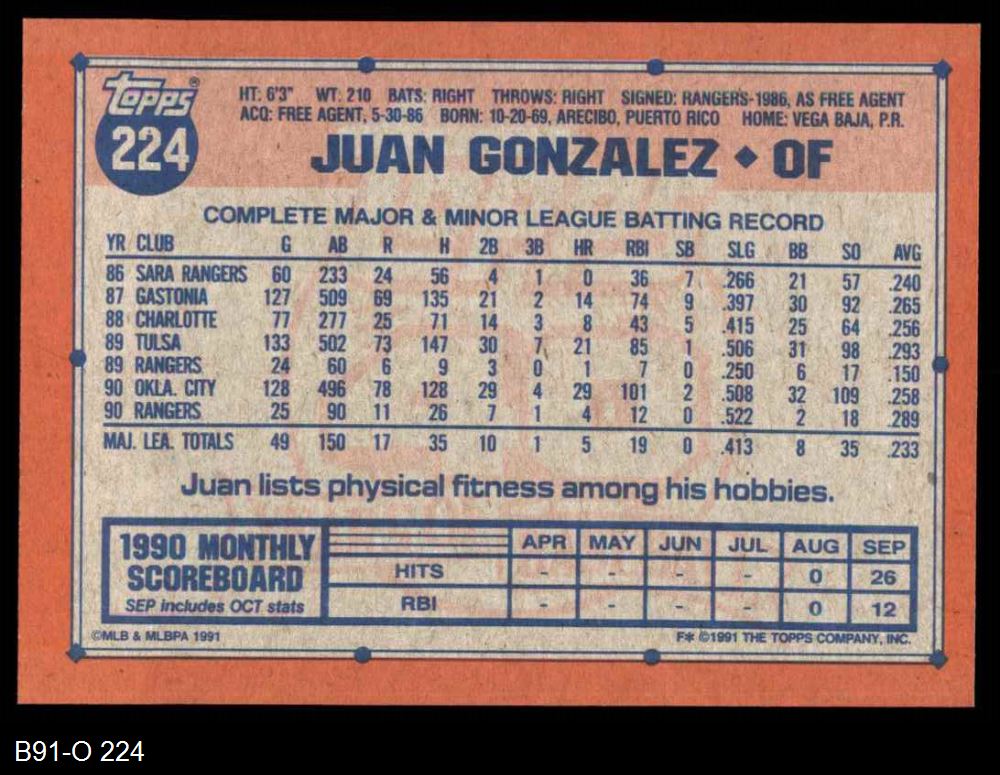 Topps®
224
HT: 6'3" WT: 210 BATS: RIGHT THROWS: RIGHT SIGNED: RANGERS-1986, AS FREE AGENT
ACQ: FREE AGENT, 5-30-86 BORN: 10-20-69, ARECIBO, PUERTO RICO HOME: VEGA BAJA, P.R.
JUAN GONZALEZ ♦ OF
COMPLETE MAJOR & MINOR LEAGUE BATTING RECORD
YR CLUB G AB R H 2B 3B HR RBI SB SLG BB SO AVG
86 SARA RANGERS 60 233 24 56 4 1 0 36 7 .266 21 57 .240
87 GASTONIA 127 509 69 135 21 2 14 74 9 .397 30 92 .265
88 CHARLOTTE 77 277 25 71 14 3 8 43 5 .415 25 64 .256
89 TULSA 133 502 73 147 30 7 21 85 1 .506 31 98 .293
89 RANGERS 24 60 6 9 3 0 1 7 0 .250 6 17 .150
90 OKLA. CITY 128 496 78 128 29 4 29 101 2 .508 32 109 .258
90 RANGERS 25 90 11 26 7 1 4 12 0 .522 2 18 .289
MAJ. LEA. TOTALS 49 150 17 35 10 1 5 19 0 .413 8 35 .233
Juan lists physical fitness among his hobbies.
1990 MONTHLY
SCOREBOARD
SEP includes OCT stats
APR MAY JUN JUL AUG SEP
HITS - - - - 0 26
RBI - - - - 0 12
©MLB & MLBPA 1991 F* ©1991 THE TOPPS COMPANY, INC.
B91-O 224